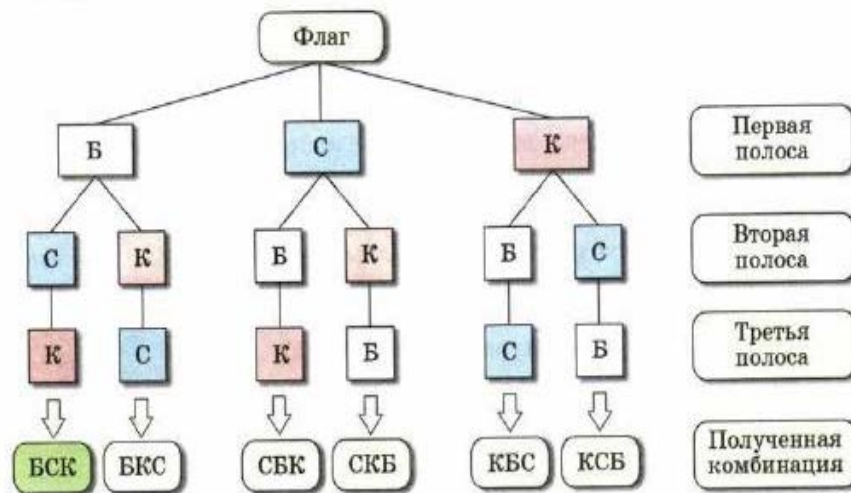 Флаг
Б С К
Первая
полоса
С К Б К Б С
Вторая
полоса
К С К Б С Б
Третья
полоса
БСК БКС СБК СКБ КБС КСБ
Полученная
комбинация